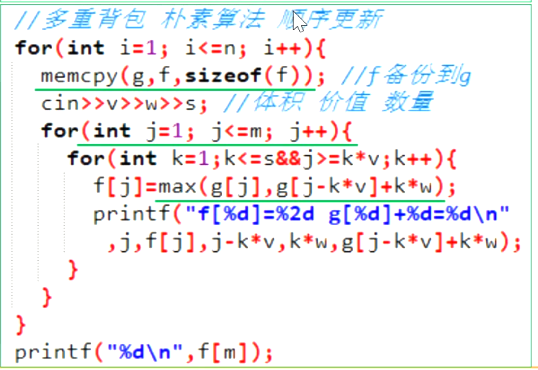 //多重背包 朴素算法 顺序更新
for(int i=1; i<=n; i++){
memcpy(g,f,sizeof(f)); //f备份到g
cin>>v>>w>>s; //体积 价值 数量
for(int j=1; j<=m; j++){
for(int k=1;k<=s&&j>=k*v;k++){
f[j]=max(g[j],g[j-k*v]+k*w);
printf("f[%d]=%2d g[%d]+%d=%d\n"
,j,f[j],j-k*v,k*w,g[j-k*v]+k*w);
}
}
}
printf("%d\n",f[m]);